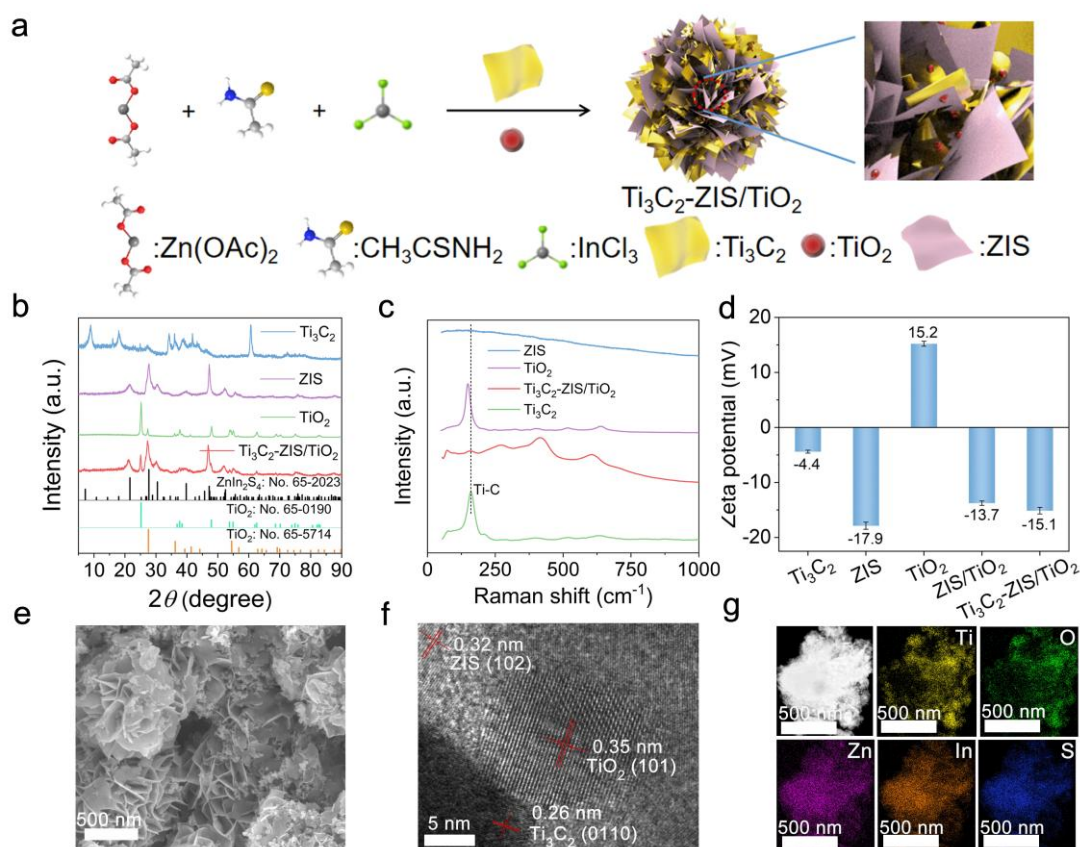 a
+
+
Ti₃C₂-ZIS/TiO₂
:Zn(OAc)₂
:CH₃CSNH₂
:InCl₃
:Ti₃C₂
:TiO₂
:ZIS
b
Intensity (a.u.)
Ti₃C₂
ZIS
TiO₂
Ti₃C₂-ZIS/TiO₂
ZnIn₂S₄: No. 65-2023
TiO₂: No. 65-0190
TiO₂: No. 65-5714
10 20 30 40 50 60 70 80 90
2θ (degree)
c
Intensity (a.u.)
ZIS
TiO₂
Ti₃C₂-ZIS/TiO₂
Ti₃C₂
Ti-C
0 250 500 750 1000
Raman shift (cm⁻¹)
d
Zeta potential (mV)
20
10
0
-10
-20
-4.4
-17.9
15.2
-13.7
-15.1
Ti₃C₂
ZIS
TiO₂
ZIS/TiO₂
Ti₃C₂-ZIS/TiO₂
e
500 nm
f
0.32 nm
ZIS (102)
0.35 nm
TiO₂ (101)
0.26 nm
Ti₃C₂ (0110)
5 nm
g
500 nm
Ti
500 nm
O
500 nm
Zn
500 nm
In
500 nm
S
500 nm